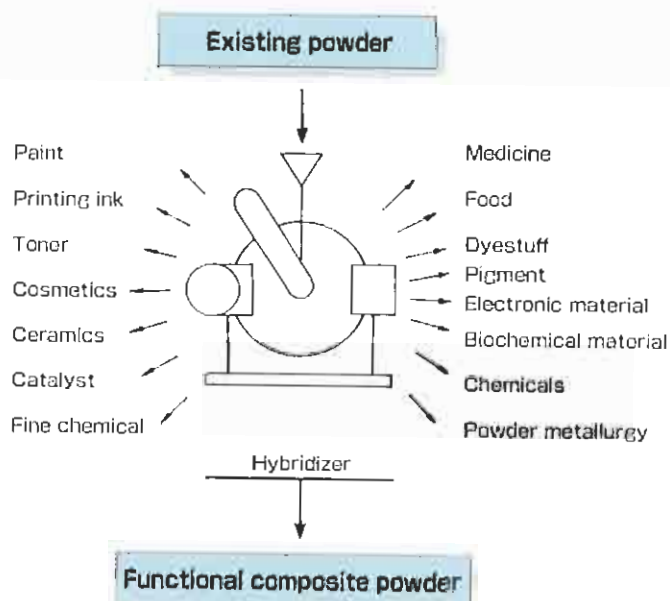 Existing powder
Paint
Printing ink
Toner
Cosmetics
Ceramics
Catalyst
Fine chemical
Medicine
Food
Dyestuff
Pigment
Electronic material
Biochemical material
Chemicals
Powder metallurgy
Hybridizer
Functional composite powder